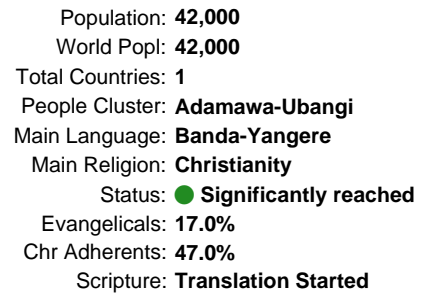 Population: 42,000
World Popl: 42,000
Total Countries: 1
People Cluster: Adamawa-Ubangi
Main Language: Banda-Yangere
Main Religion: Christianity
Status: Significantly reached
Evangelicals: 17.0%
Chr Adherents: 47.0%
Scripture: Translation Started